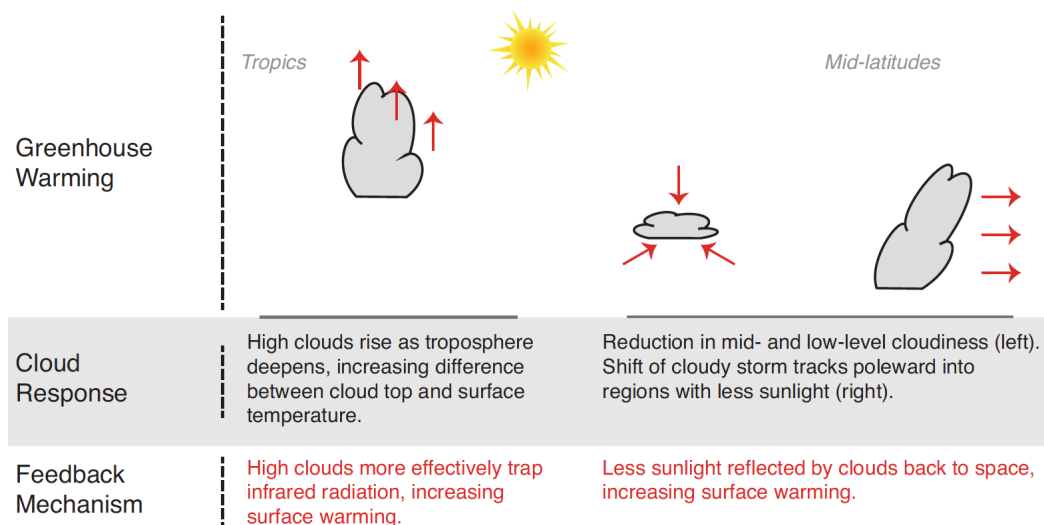 Tropics
Mid-latitudes
Greenhouse
Warming
Cloud
Response
High clouds rise as troposphere
deepens, increasing difference
between cloud top and surface
temperature.
Reduction in mid- and low-level cloudiness (left).
Shift of cloudy storm tracks poleward into
regions with less sunlight (right).
Feedback
Mechanism
High clouds more effectively trap
infrared radiation, increasing
surface warming.
Less sunlight reflected by clouds back to space,
increasing surface warming.